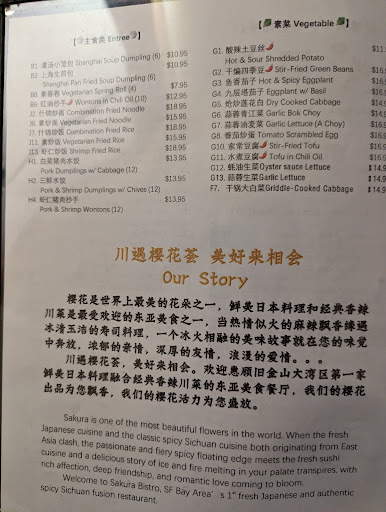 【主食类 Entree】
B1. 灌汤小笼包 Shanghai Soup Dumpling (6) $10.95
B2. 上海生煎包 $10.95
Shanghai Pan Fried Soup Dumpling (6)
B8. 素春卷 Vegetarian Spring Roll (4) $7.95
B9. 红油抄手 Wontons in Chili Oil (10) $12.95
J2. 什锦炒面 Combination Fried Noodle $18.95
J6. 素炒面 Vegetarian Fried Noodle $15.95
J7. 什锦炒饭 Combination Fried Rice $18.95
J11. 素炒饭 Vegetarian Fried Rice $15.95
J13. 虾仁炒饭 Shrimp Fried Rice $18.95
H1. 白菜猪肉水饺 $13.95
Pork Dumplings w/ Cabbage (12)
H2. 三鲜水饺 $13.95
Pork & Shrimp Dumplings w/ Chives (12)
H4. 虾仁猪肉抄手 $13.95
Pork & Shrimp Wontons (12)
【素菜 Vegetable】
G1. 酸辣土豆丝
Hot & Sour Shredded Potato
G2. 干煸四季豆 Stir-Fried Green Beans
G3. 鱼香茄子 Hot & Spicy Eggplant
G4. 九层塔茄子 Eggplant w/ Basil
G5. 炝炒莲花白 Dry Cooked Cabbage
G6. 蒜蓉青江菜 Garlic Bok Choy
G7. 蒜蓉油麦菜 Garlic Lettuce (A Choy)
G8. 番茄炒蛋 Tomato Scrambled Egg
G10. 家常豆腐 Stir-Fried Tofu
G11. 水煮豆腐 Tofu in Chili Oil
G12. 蚝油生菜 Oyster sauce Lettuce
G13. 蒜蓉生菜 Garlic Lettuce
F7. 干锅大白菜 Griddle-Cooked Cabbage
川遇樱花荟 美好来相会
Our Story
樱花是世界上最美的花朵之一，鲜美日本料理和经典香辣
川菜是最受欢迎的东亚美食之一，当热情似火的麻辣飘香缘遇
冰清玉洁的寿司料理，一个冰火相融的美味故事就在您的味觉
中奔放，浓郁的亲情，深厚的友情，浪漫的爱情。。。
川遇樱花荟，美好来相会。欢迎惠顾旧金山大湾区第一家
鲜美日本料理融合经典香辣川菜的东亚美食餐厅，我们的樱花
出品为您飘香，我们的樱花活力为您盛放。
Sakura is one of the most beautiful flowers in the world. When the fresh
Japanese cuisine and the classic spicy Sichuan cuisine both originating from East
Asia clash, the passionate and fiery spicy floating edge meets the fresh sushi
cuisine and a delicious story of ice and fire melting in your palate transpires, with
rich affection, deep friendship, and romantic love coming to bloom.
Welcome to Sakura Bistro, SF Bay Area's 1st fresh Japanese and authentic
spicy Sichuan fusion restaurant.